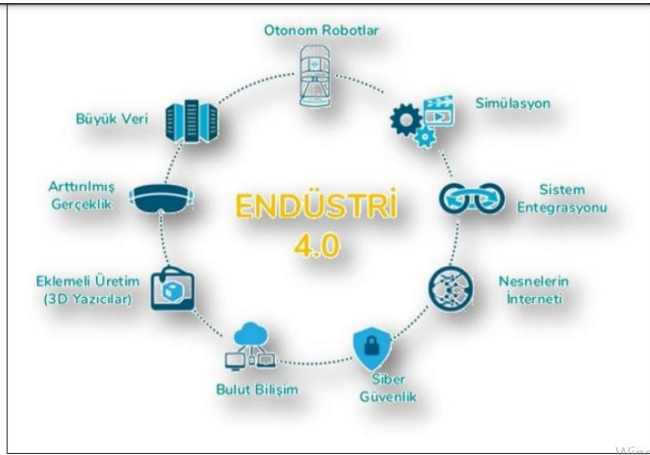 Otonom Robotlar
Simülasyon
Sistem
Entegrasyonu
Nesnelerin
İnterneti
Siber
Güvenlik
Bulut Bilişim
Eklemeli Üretim
(3D Yazıcılar)
Arttırılmış
Gerçeklik
Büyük Veri
ENDÜSTRİ
4.0